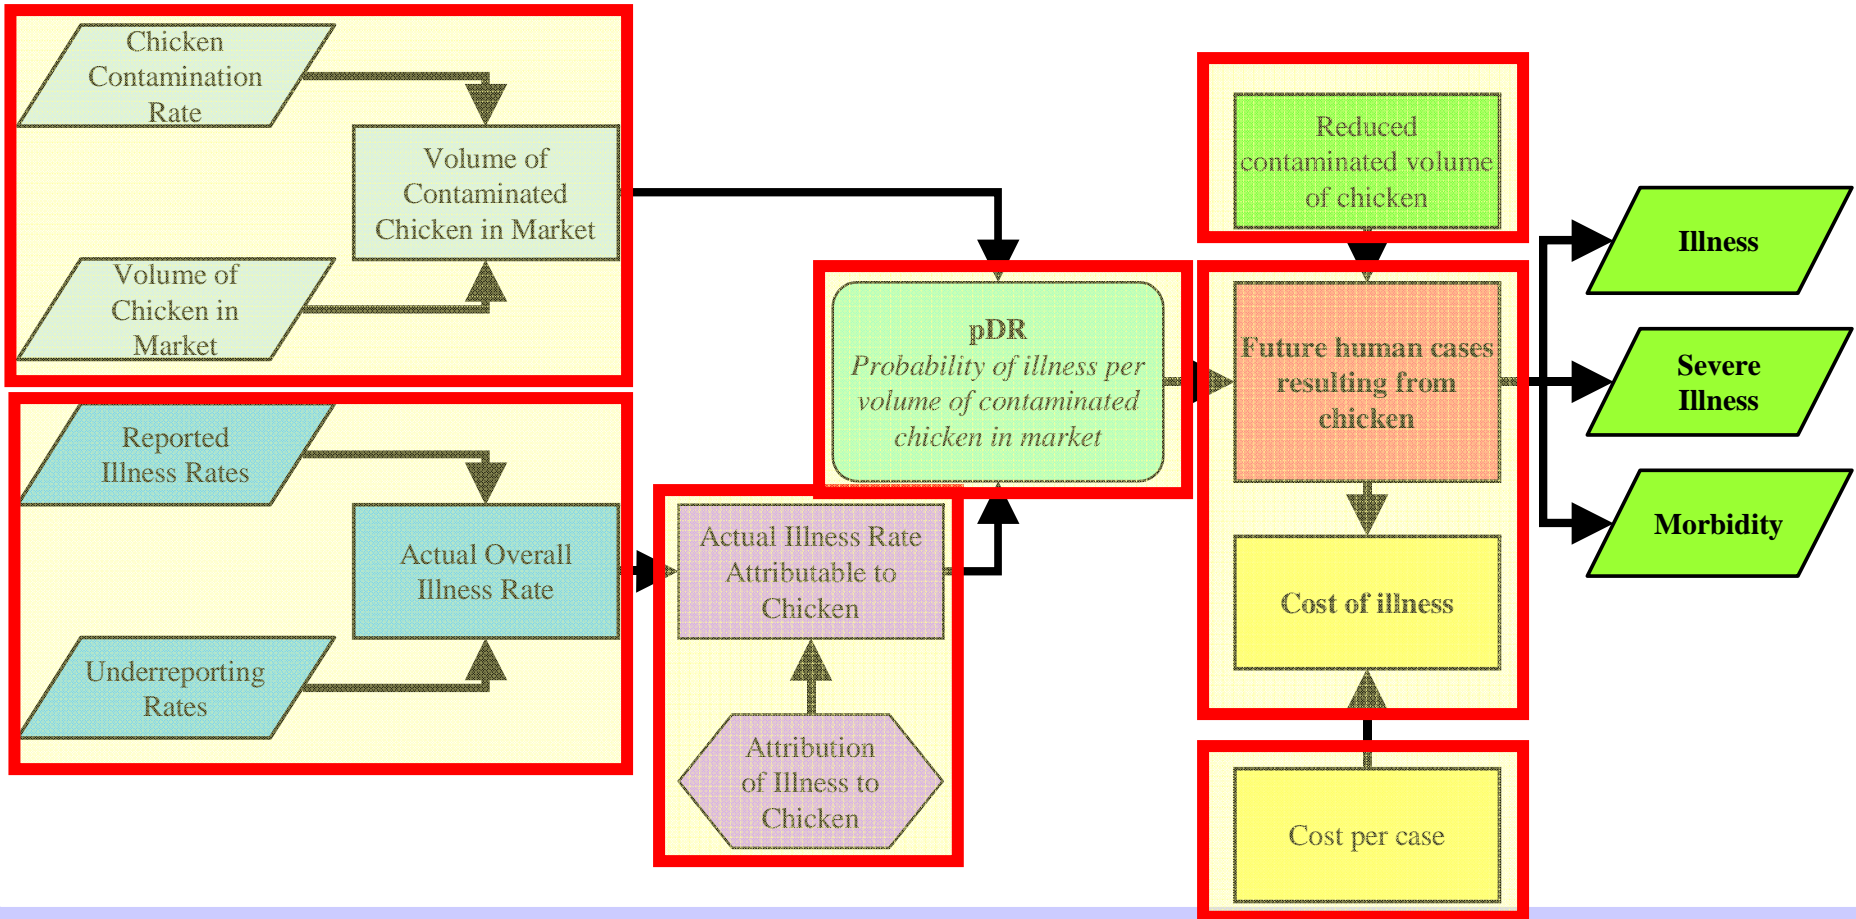 Chicken
Contamination
Rate
Volume of
Contaminated
Chicken in Market
Volume of
Chicken in
Market
Reported
Illness Rates
Actual Overall
Illness Rate
Underreporting
Rates
Actual Illness Rate
Attributable to
Chicken
Attribution
of Illness to
Chicken
pDR
Probability of illness per
volume of contaminated
chicken in market
Reduced
contaminated volume
of chicken
Future human cases
resulting from
chicken
Cost of illness
Cost per case
Illness
Severe
Illness
Morbidity